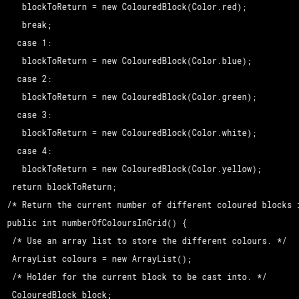 blockToReturn = new ColouredBlock(Color.red);
break;
case 1:
blockToReturn = new ColouredBlock(Color.blue);
case 2:
blockToReturn = new ColouredBlock(Color.green);
case 3:
blockToReturn = new ColouredBlock(Color.white);
case 4:
blockToReturn = new ColouredBlock(Color.yellow);
return blockToReturn;
/* Return the current number of different coloured blocks
public int numberOfColoursInGrid() {
/* Use an array list to store the different colours. */
ArrayList colours = new ArrayList();
/* Holder for the current block to be cast into. */
ColouredBlock block;